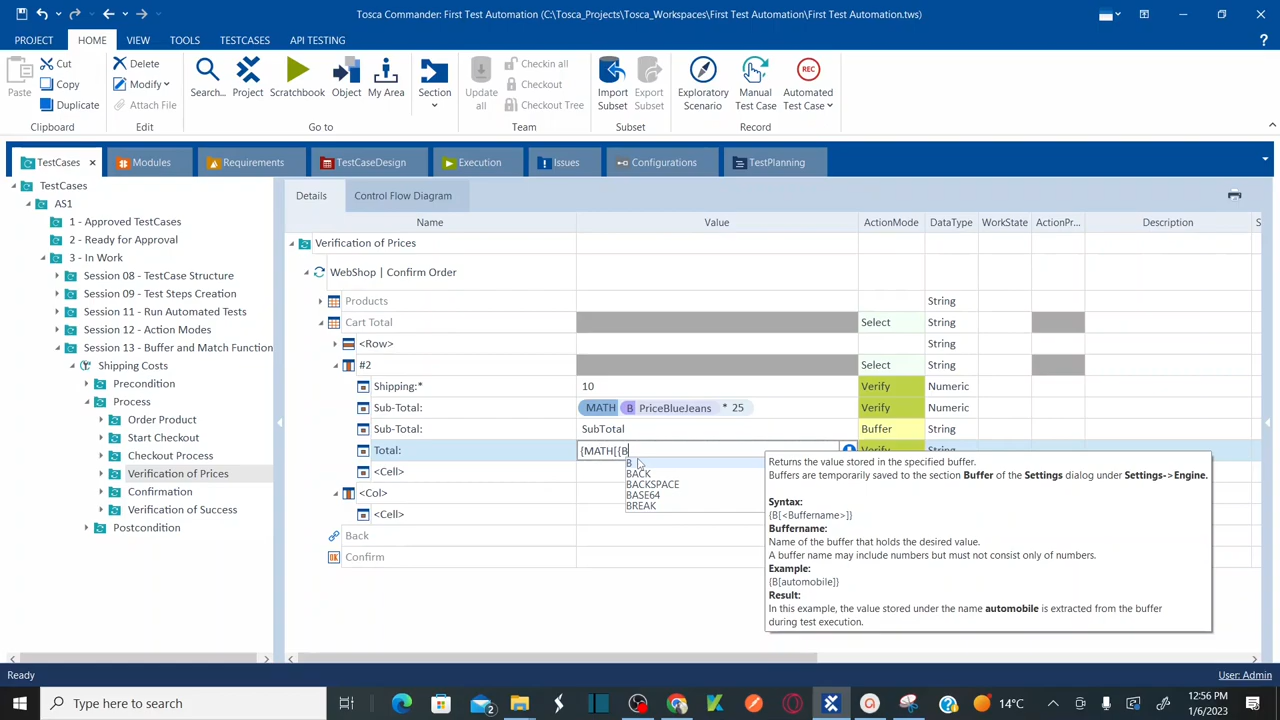 Tosca Commander: First Test Automation (C:\Tosca_Projects\Tosca_Workspaces\First Test Automation\First Test Automation.tws)
PROJECT HOME VIEW TOOLS TESTCASES API TESTING ?
Paste Cut Copy Duplicate
Delete Modify Attach File
Search... Project Scratchbook Object My Area Section
Update all Checkin all Checkout Checkout Tree
Import Subset Export Subset
Exploratory Scenario Manual Test Case REC Automated Test Case
Clipboard Edit Go to Team Subset Record
TestCases Modules Requirements TestCaseDesign Execution Issues Configurations TestPlanning
TestCases
AS1
1 - Approved TestCases
2 - Ready for Approval
3 - In Work
Session 08 - TestCase Structure
Session 09 - Test Steps Creation
Session 11 - Run Automated Tests
Session 12 - Action Modes
Session 13 - Buffer and Match Function
Shipping Costs
Precondition
Process
Order Product
Start Checkout
Checkout Process
Verification of Prices
Confirmation
Verification of Success
Postcondition
Details Control Flow Diagram
Name Value ActionMode DataType WorkState ActionPr... Description S
Verification of Prices
WebShop | Confirm Order
Products String
Cart Total Select String
<Row> String
#2 Select String
Shipping:* 10 Verify Numeric
Sub-Total: MATH B PriceBlueJeans * 25 Verify Numeric
Sub-Total: SubTotal Buffer String
Total: {MATH[{B Verify String
<Cell>
<Col>
<Cell>
Back
OK Confirm
B
BACK
BACKSPACE
BASE64
BREAK
Returns the value stored in the specified buffer.
Buffers are temporarily saved to the section Buffer of the Settings dialog under Settings->Engine.
Syntax:
{B[<Buffername>]}
Buffername:
Name of the buffer that holds the desired value.
A buffer name may include numbers but must not consist only of numbers.
Example:
{B[automobile]}
Result:
In this example, the value stored under the name automobile is extracted from the buffer
during test execution.
Ready User: Admin
Type here to search
2
14°C
12:56 PM
1/6/2023